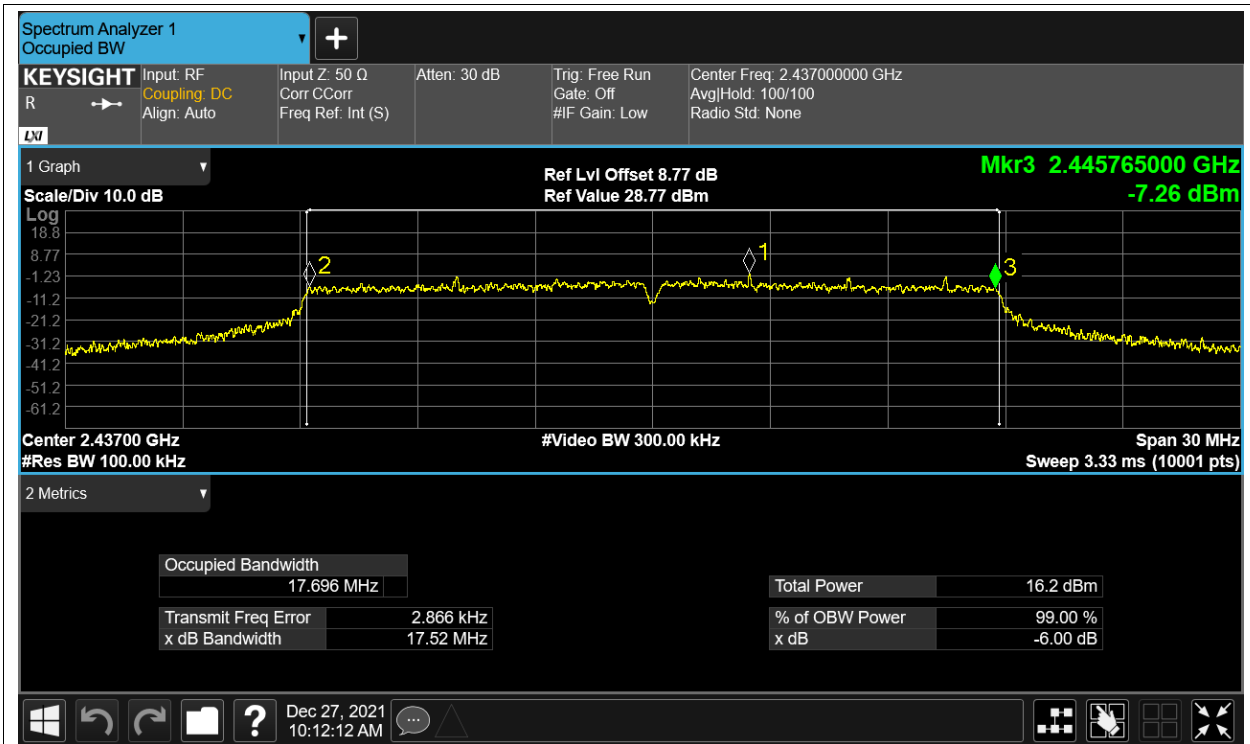 Spectrum Analyzer 1
Occupied BW
KEYSIGHT
R
LXI
Input: RF
Coupling: DC
Align: Auto
Input Z: 50 Ω
Corr CCorr
Freq Ref: Int (S)
Atten: 30 dB
Trig: Free Run
Gate: Off
#IF Gain: Low
Center Freq: 2.437000000 GHz
Avg|Hold: 100/100
Radio Std: None
1 Graph
Scale/Div 10.0 dB
Ref Lvl Offset 8.77 dB
Ref Value 28.77 dBm
Mkr3 2.445765000 GHz
-7.26 dBm
Log
18.8
8.77
-1.23
-11.2
-21.2
-31.2
-41.2
-51.2
-61.2
2
1
3
Center 2.43700 GHz
#Res BW 100.00 kHz
#Video BW 300.00 kHz
Span 30 MHz
Sweep 3.33 ms (10001 pts)
2 Metrics
Occupied Bandwidth
17.696 MHz
Transmit Freq Error 2.866 kHz
x dB Bandwidth 17.52 MHz
Total Power 16.2 dBm
% of OBW Power 99.00 %
x dB -6.00 dB
?
Dec 27, 2021
10:12:12 AM